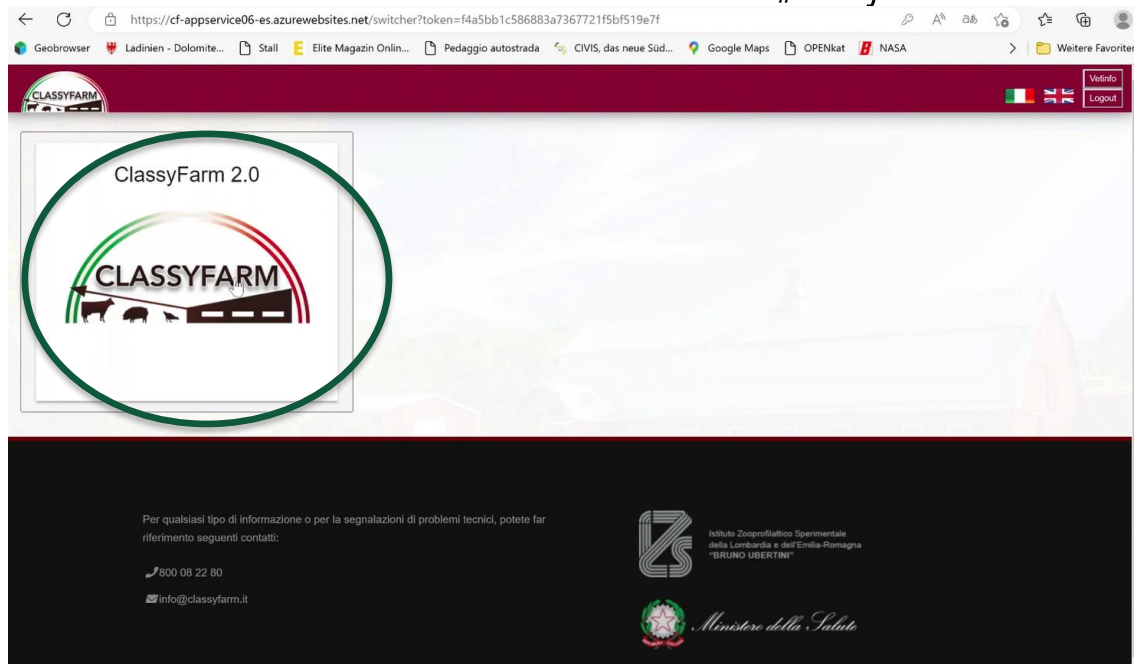 https://cf-appservice06-es.azurewebsites.net/switcher?token=f4a5bb1c586883a7367721f5bf519e7f
Geobrowser Ladinien - Dolomite... Stall Elite Magazin Onlin... Pedaggio autostrada CIVIS, das neue Süd... Google Maps OPENkat NASA Weitere Favoriten
CLASSYFARM
Vetinfo
Logout
ClassyFarm 2.0
CLASSYFARM
Per qualsiasi tipo di informazione o per la segnalazioni di problemi tecnici, potete far
riferimento seguenti contatti:
800 08 22 80
info@classyfarm.it
Istituto Zooprofilattico Sperimentale
della Lombardia e dell'Emilia-Romagna
"BRUNO UBERTINI"
Ministero della Salute